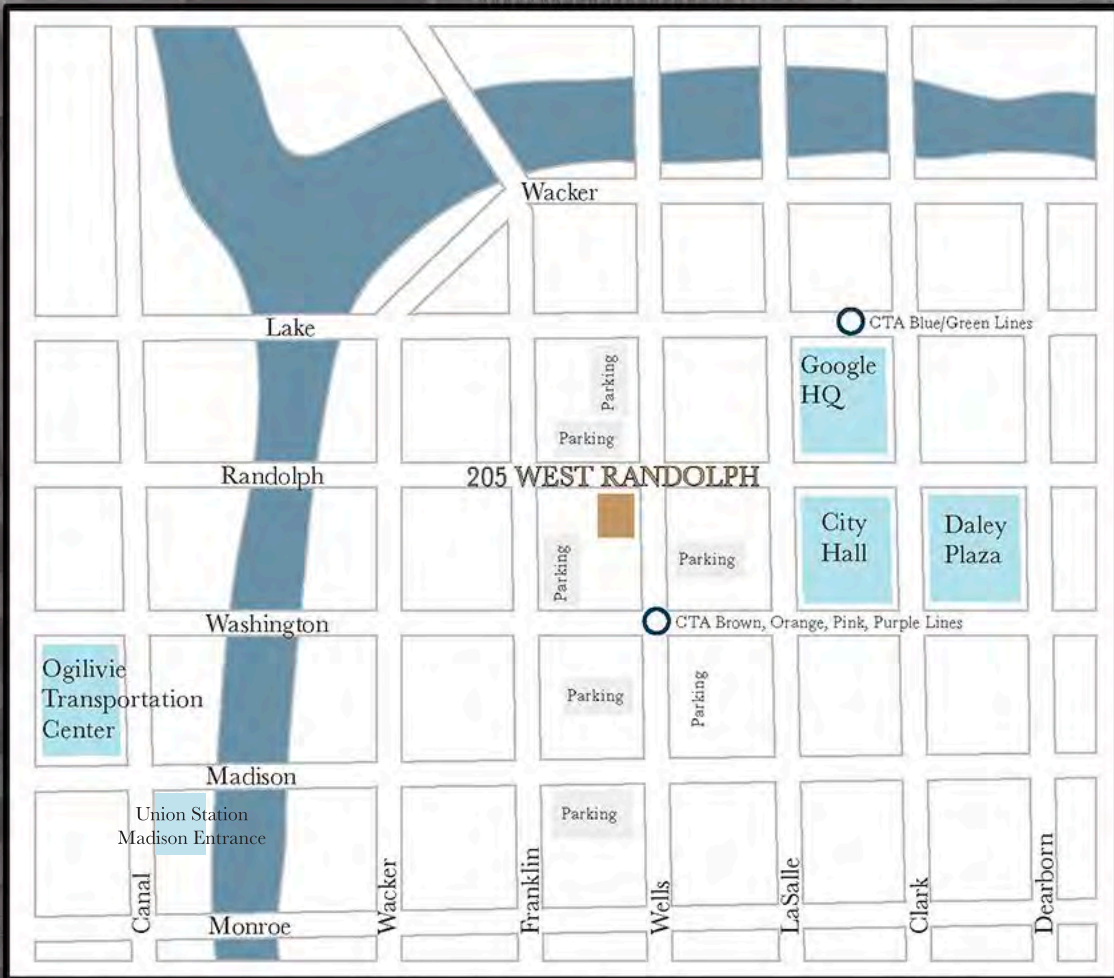 Wacker
Lake
CTA Blue/Green Lines
Google
HQ
Parking
Parking
Randolph
205 WEST RANDOLPH
City
Hall
Daley
Plaza
Parking
Parking
Washington
CTA Brown, Orange, Pink, Purple Lines
Ogilivie
Transportation
Center
Parking
Parking
Madison
Union Station
Madison Entrance
Parking
Canal
Wacker
Franklin
Wells
LaSalle
Clark
Dearborn
Monroe